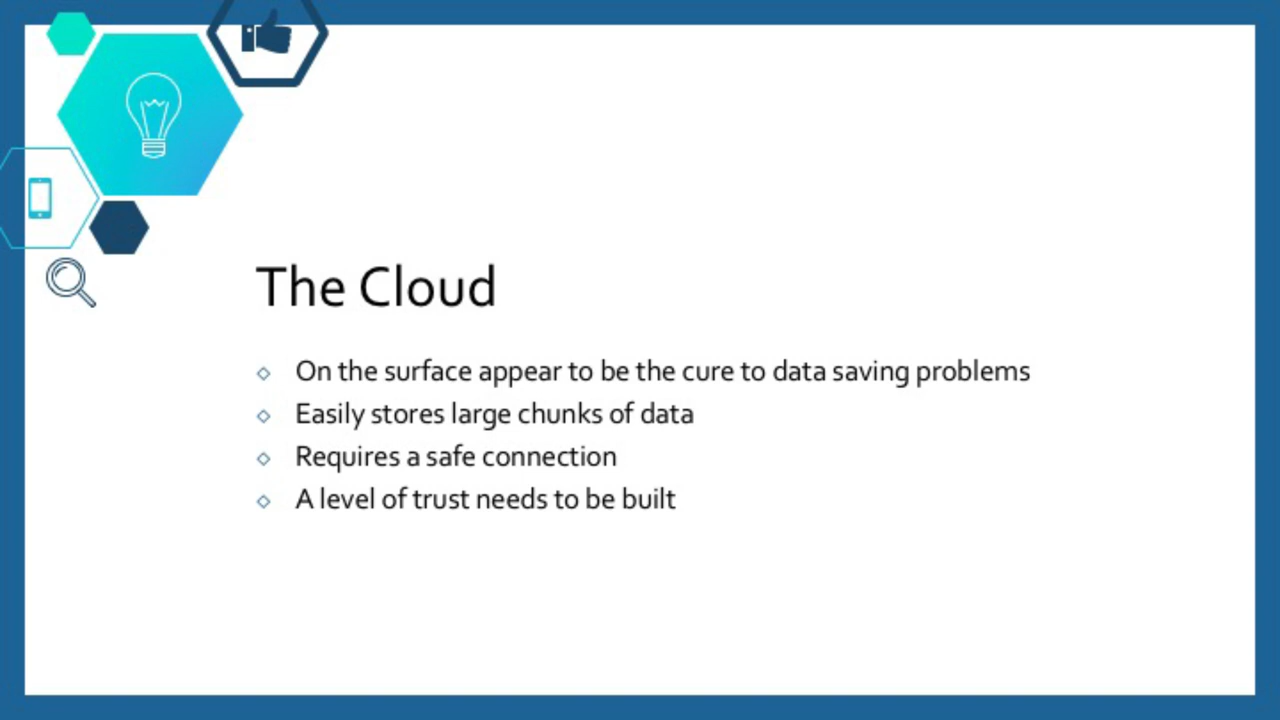 The Cloud
On the surface appear to be the cure to data saving problems
Easily stores large chunks of data
Requires a safe connection
A level of trust needs to be built